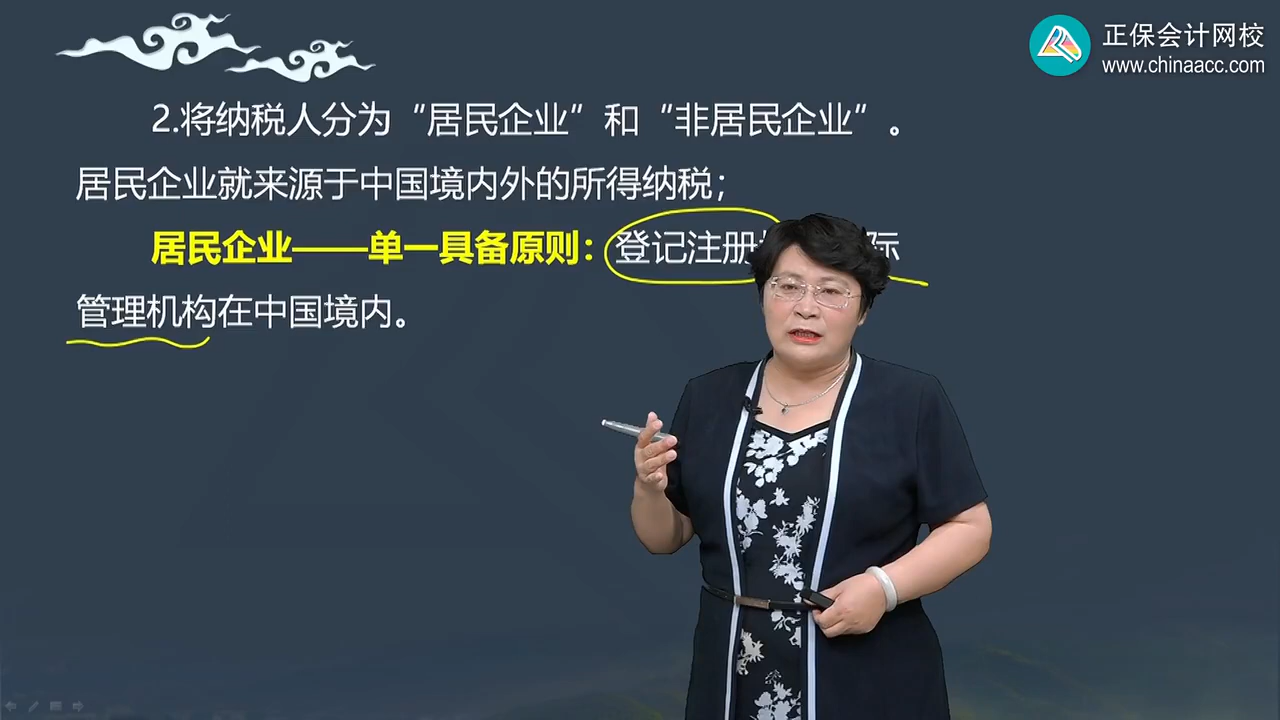 正保会计网校
www.chinaacc.com
2.将纳税人分为“居民企业”和“非居民企业”。
居民企业就来源于中国境内外的所得纳税；
居民企业——单一具备原则：登记注册 际
管理机构在中国境内。